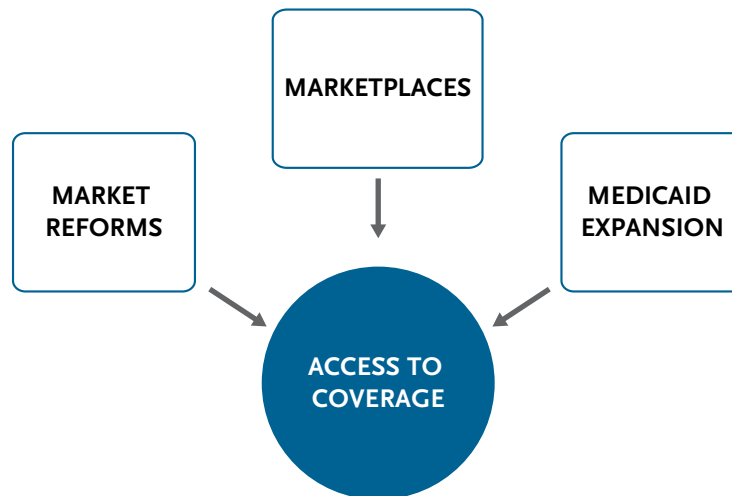 MARKETPLACES
MARKET
REFORMS
MEDICAID
EXPANSION
ACCESS TO
COVERAGE